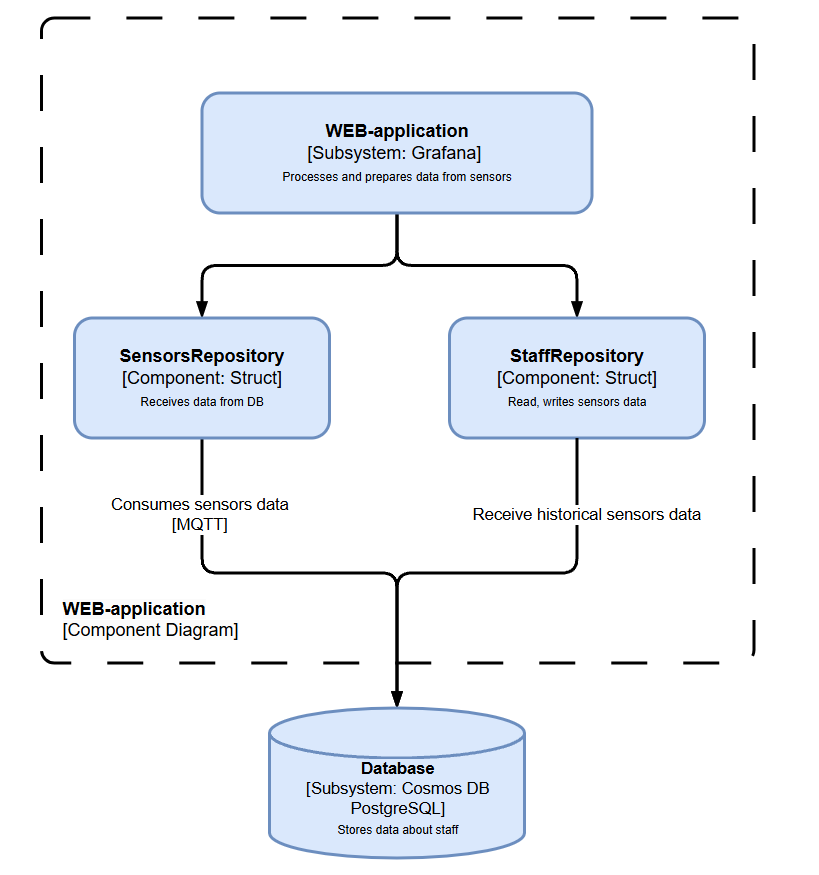 WEB-application
[Subsystem: Grafana]
Processes and prepares data from sensors
SensorsRepository
[Component: Struct]
Receives data from DB
StaffRepository
[Component: Struct]
Read, writes sensors data
Consumes sensors data
[MQTT]
Receive historical sensors data
WEB-application
[Component Diagram]
Database
[Subsystem: Cosmos DB
PostgreSQL]
Stores data about staff